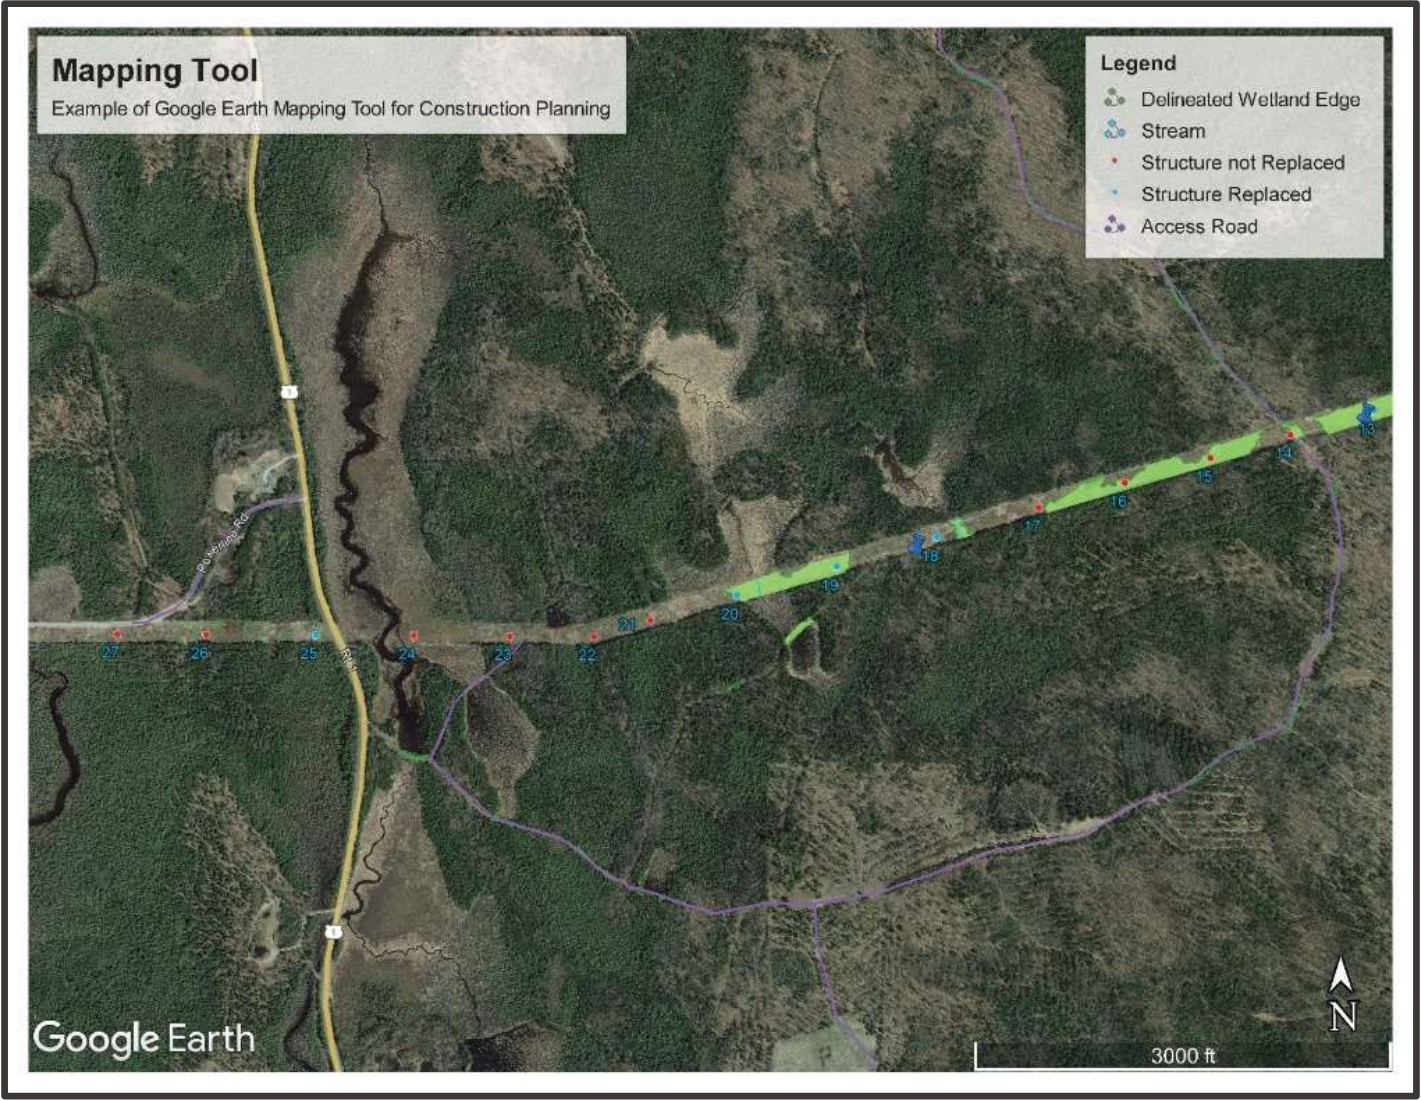 Mapping Tool
Example of Google Earth Mapping Tool for Construction Planning
Legend
Delineated Wetland Edge
Stream
Structure not Replaced
Structure Replaced
Access Road
1
13
14
15
16
17
18
19
20
21
22
23
24
25
26
27
Powerline Rd
Rt 1
1
N
Google Earth
3000 ft